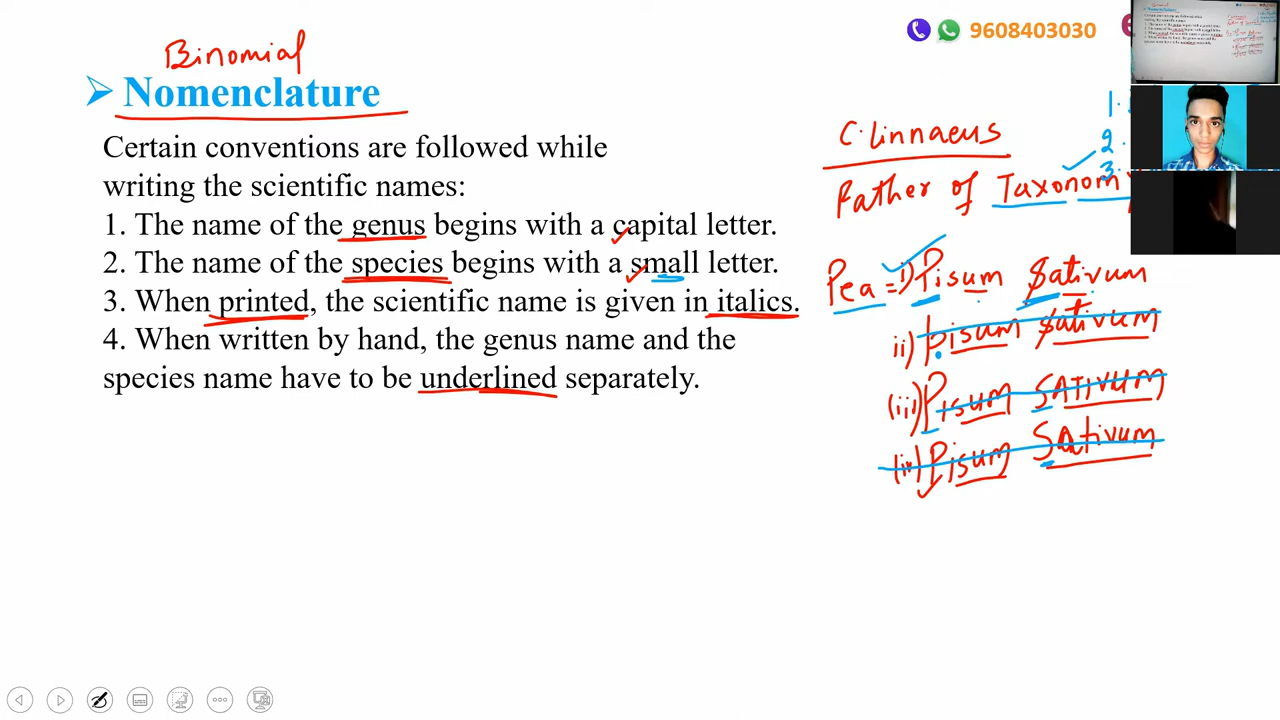 9608403030
Binomial
Nomenclature
Certain conventions are followed while
writing the scientific names:
1. The name of the genus begins with a capital letter.
2. The name of the species begins with a small letter.
3. When printed, the scientific name is given in italics.
4. When written by hand, the genus name and the
species name have to be underlined separately.
C. Linnaeus
Father of Taxonom
1.
2.
3.
Pea = i) Pisum Sativum
ii) Pisum Sativum
(iii) Pisum SATIVUM
(iv) Pisum SAtivum